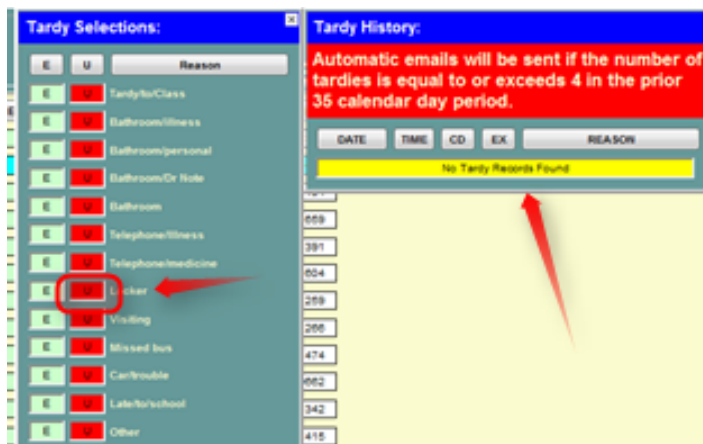 Tardy Selections:
E U Reason
E U Tardy/to/Class
E U Bathroom/illness
E U Bathroom/personal
E U Bathroom/Dr Note
E U Bathroom
E U Telephone/illness
E U Telephone/medicine
E U Locker
E U Visiting
E U Missed bus
E U Car/trouble
E U Late/to/school
E U Other
Tardy History:
Automatic emails will be sent if the number of
tardies is equal to or exceeds 4 in the prior
35 calendar day period.
DATE TIME CD EX REASON
No Tardy Records Found
669
391
604
269
266
474
662
342
415